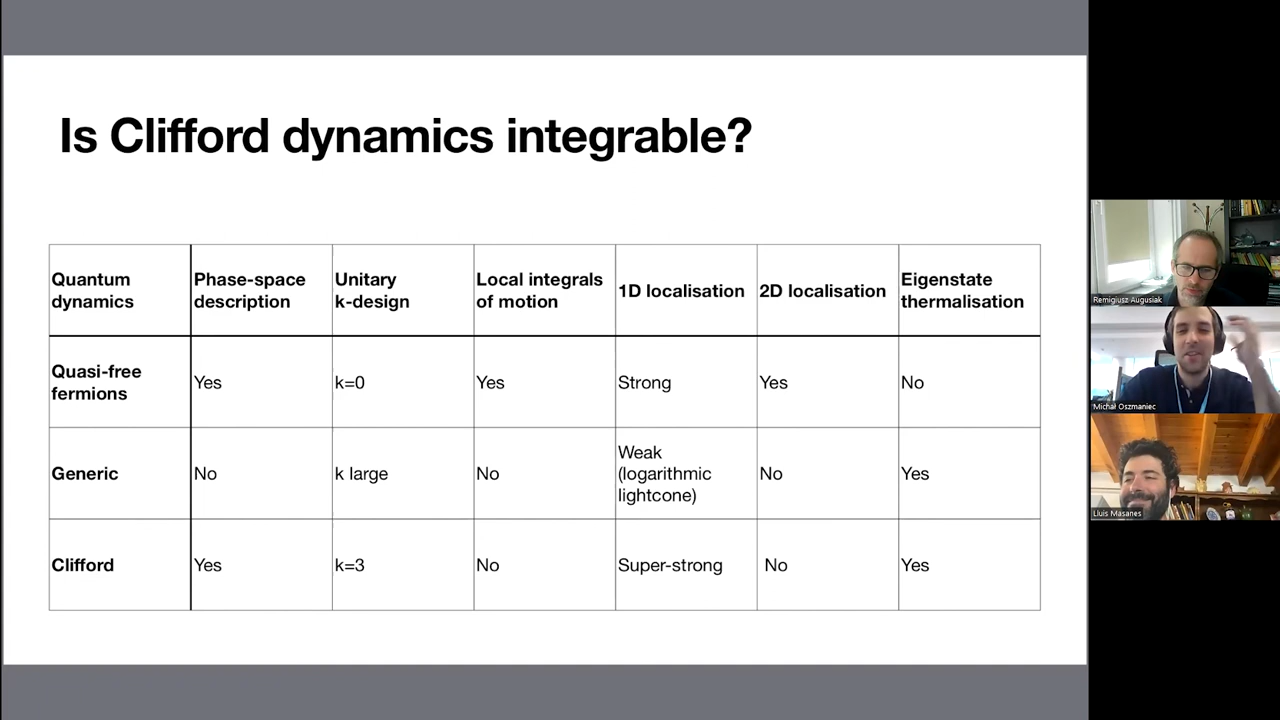 Is Clifford dynamics integrable?
Quantum dynamics
Phase-space description
Unitary k-design
Local integrals of motion
1D localisation
2D localisation
Eigenstate thermalisation
Quasi-free fermions
Yes
k=0
Yes
Strong
Yes
No
Generic
No
k large
No
Weak (logarithmic lightcone)
No
Yes
Clifford
Yes
k=3
No
Super-strong
No
Yes
Remigiusz Augusiak
Michał Oszmaniec
Lluis Masanes